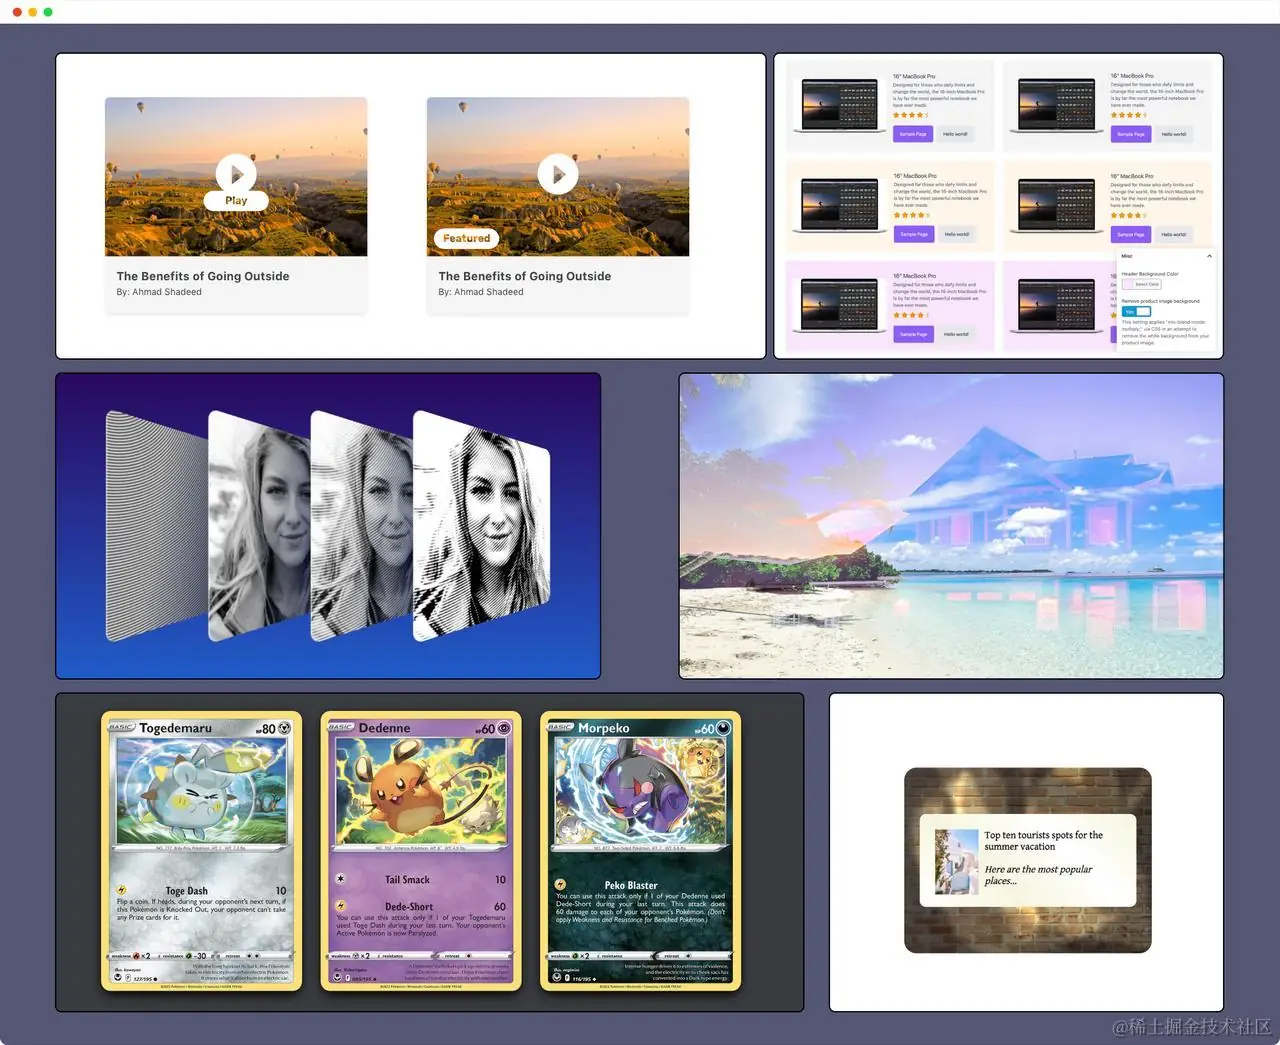 Play
Featured
The Benefits of Going Outside
By: Ahmad Shadeed
The Benefits of Going Outside
By: Ahmad Shadeed
16" MacBook Pro
Designed for those who defy limits and
change the world, the 16-inch MacBook Pro
is by far the most powerful notebook we
have ever made.
Sample Page
Hello world!
16" MacBook Pro
Designed for those who defy limits and
change the world, the 16-inch MacBook Pro
is by far the most powerful notebook we
have ever made.
Sample Page
Hello world!
16" MacBook Pro
Designed for those who defy limits and
change the world, the 16-inch MacBook Pro
is by far the most powerful notebook we
have ever made.
Sample Page
Hello world!
16" MacBook Pro
Designed for those who defy limits and
change the world, the 16-inch MacBook Pro
is by far the most powerful notebook we
have ever made.
Sample Page
Hello world!
16" MacBook Pro
Designed for those who defy limits and
change the world, the 16-inch MacBook Pro
is by far the most powerful notebook we
have ever made.
Sample Page
Hello world!
Misc
Header Background Color
Select Color
Remove product image background
Yes
This setting applies "mix-blend-mode:
multiply;" via CSS in an attempt to
remove the white background from your
product image.
BASIC Togedemaru HP 80
Toge Dash 10
Flip a coin. If heads, during your opponent's next turn, if
this Pokémon is Knocked Out, your opponent can't take
any Prize cards for it.
weakness ×2 resistance -30 retreat
127/195
BASIC Dedenne HP 60
Tail Smack 10
Dede-Short 60
You can use this attack only if 1 of your Togedemaru
used Toge Dash during your last turn. Your opponent's
Active Pokémon is now Paralyzed.
weakness ×2 resistance retreat
BASIC Morpeko HP 60
Peko Blaster
You can use this attack only if 1 of your Dedenne used
Dede-Short during your last turn. This attack does
60 damage to each of your opponent's Pokémon. (Don't
apply Weakness and Resistance for Benched Pokémon.)
weakness ×2 resistance retreat
116/195
Top ten tourists spots for the
summer vacation
Here are the most popular
places...
@稀土掘金技术社区